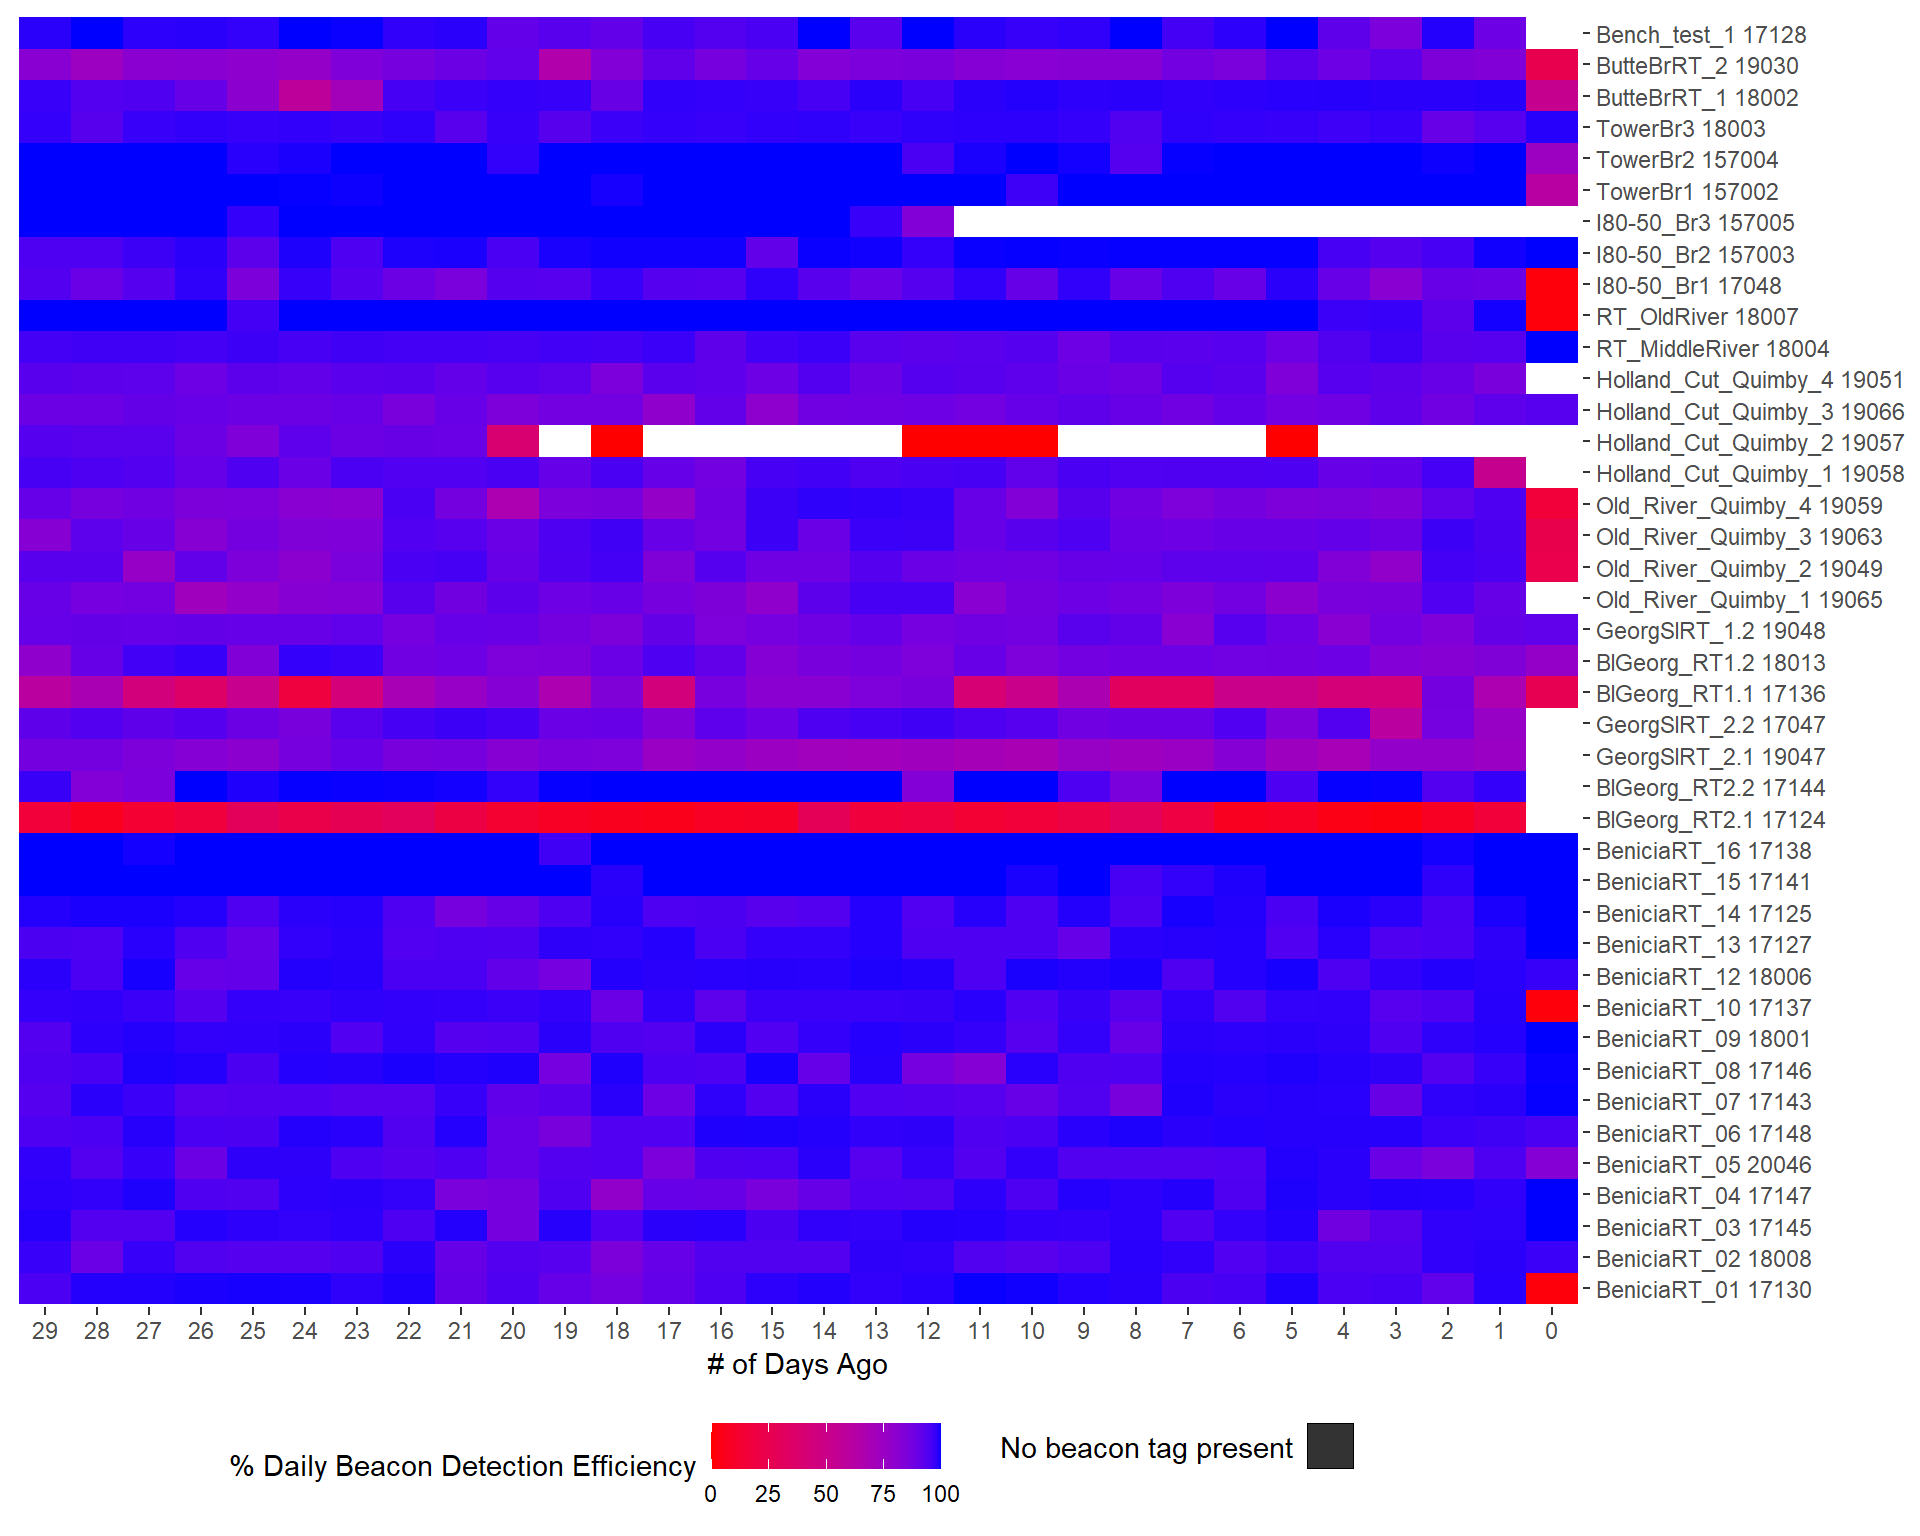 Bench_test_1 17128
ButteBrRT_2 19030
ButteBrRT_1 18002
TowerBr3 18003
TowerBr2 157004
TowerBr1 157002
I80-50_Br3 157005
I80-50_Br2 157003
I80-50_Br1 17048
RT_OldRiver 18007
RT_MiddleRiver 18004
Holland_Cut_Quimby_4 19051
Holland_Cut_Quimby_3 19066
Holland_Cut_Quimby_2 19057
Holland_Cut_Quimby_1 19058
Old_River_Quimby_4 19059
Old_River_Quimby_3 19063
Old_River_Quimby_2 19049
Old_River_Quimby_1 19065
GeorgSlRT_1.2 19048
BlGeorg_RT1.2 18013
BlGeorg_RT1.1 17136
GeorgSlRT_2.2 17047
GeorgSlRT_2.1 19047
BlGeorg_RT2.2 17144
BlGeorg_RT2.1 17124
BeniciaRT_16 17138
BeniciaRT_15 17141
BeniciaRT_14 17125
BeniciaRT_13 17127
BeniciaRT_12 18006
BeniciaRT_10 17137
BeniciaRT_09 18001
BeniciaRT_08 17146
BeniciaRT_07 17143
BeniciaRT_06 17148
BeniciaRT_05 20046
BeniciaRT_04 17147
BeniciaRT_03 17145
BeniciaRT_02 18008
BeniciaRT_01 17130
29 28 27 26 25 24 23 22 21 20 19 18 17 16 15 14 13 12 11 10 9 8 7 6 5 4 3 2 1 0
# of Days Ago
% Daily Beacon Detection Efficiency
0 25 50 75 100
No beacon tag present